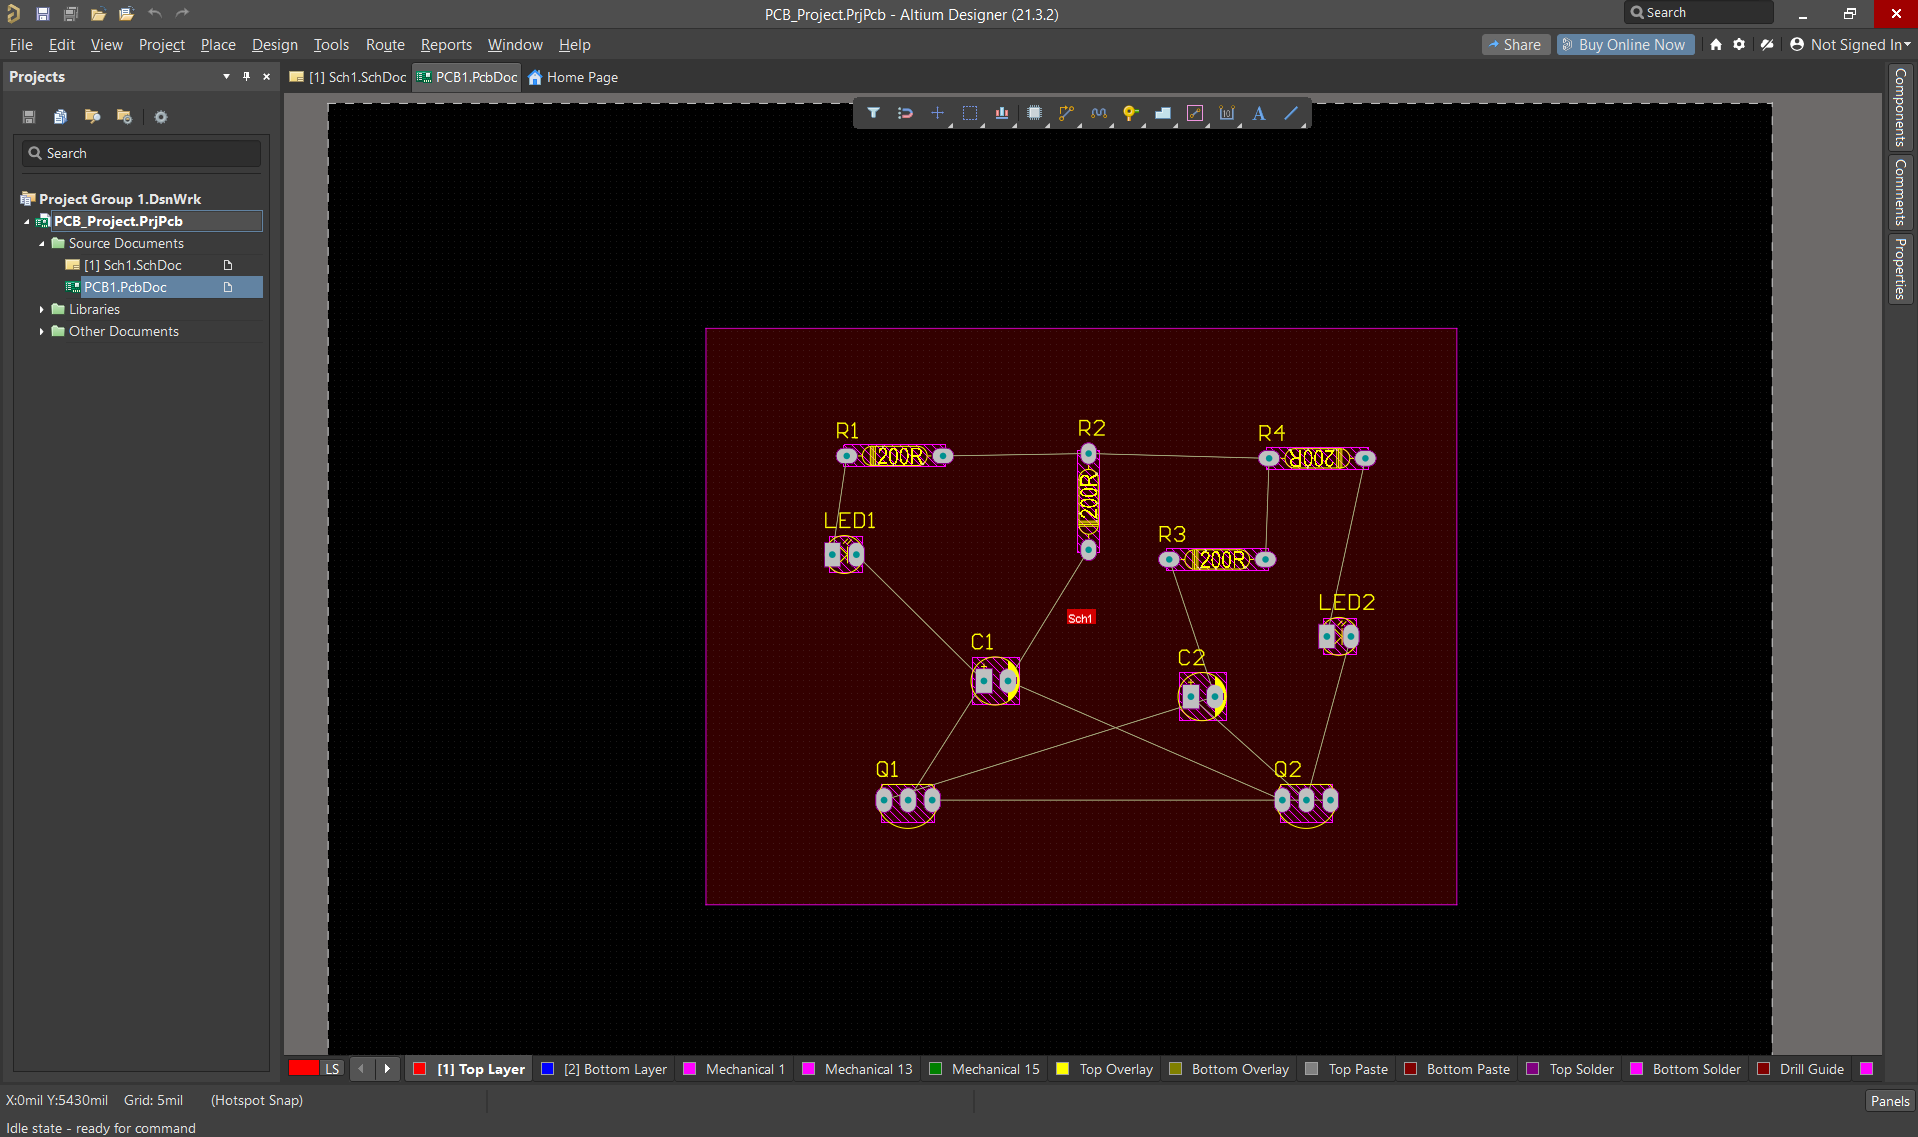 PCB_Project.PrjPcb - Altium Designer (21.3.2)
Search
File Edit View Project Place Design Tools Route Reports Window Help
Share
Buy Online Now
Not Signed In
Projects
[1] Sch1.SchDoc
PCB1.PcbDoc
Home Page
Search
Project Group 1.DsnWrk
PCB_Project.PrjPcb
Source Documents
[1] Sch1.SchDoc
PCB1.PcbDoc
Libraries
Other Documents
Components
Comments
Properties
A
R1
200R
R2
200R
R4
200R
LED1
R3
200R
LED2
Sch1
C1
+
C2
+
Q1
Q2
LS
[1] Top Layer
[2] Bottom Layer
Mechanical 1
Mechanical 13
Mechanical 15
Top Overlay
Bottom Overlay
Top Paste
Bottom Paste
Top Solder
Bottom Solder
Drill Guide
X:0mil Y:5430mil Grid: 5mil (Hotspot Snap)
Panels
Idle state - ready for command